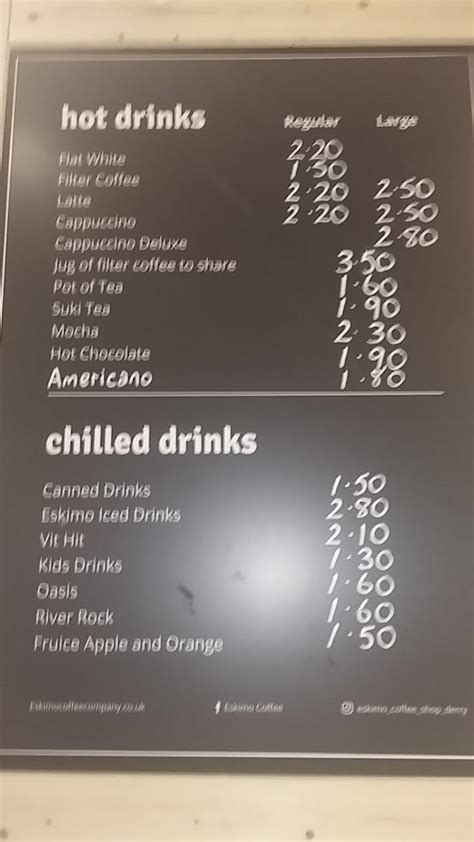 hot drinks Regular Large
Flat White 2.20
Filter Coffee 1.50
Latte 2.20 2.50
Cappuccino 2.20 2.50
Cappuccino Deluxe 2.80
Jug of filter coffee to share 3.50
Pot of Tea 1.60
Suki Tea 1.90
Mocha 2.30
Hot Chocolate 1.90
Americano 1.80
chilled drinks
Canned Drinks 1.50
Eskimo Iced Drinks 2.80
Vit Hit 2.10
Kids Drinks 1.30
Oasis 1.60
River Rock 1.60
Fruice Apple and Orange 1.50
Eskimocoffeecompany.co.uk f Eskimo Coffee eskimo_coffee_shop_derry